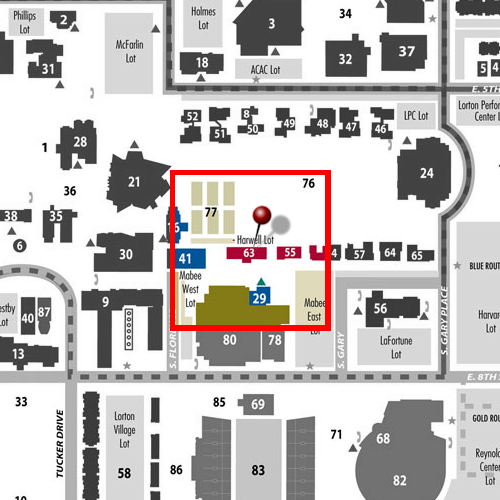 Phillips
Lot
2
Holmes
Lot
3
34
McFarlin
Lot
32
37
31
18
ACAC Lot
5
4
E. 5TH
52
51
8
50
49
48
47
46
LPC Lot
Lorton Perfor
Center L
1
28
24
21
36
76
77
38
35
Harwell Lot
6
30
41
63
55
57
64
65
BLUE ROUT
Mabee
West
Lot
29
Mabee
East
Lot
9
56
estby
Lot
40
87
Harvar
Lot
S. FLOR
S. GARY
S. GARY PLACE
80
78
LaFortune
Lot
13
E. 8TH S
33
85
69
TUCKER DRIVE
Lorton
Village
Lot
GOLD ROU
71
68
58
86
83
82
Reynol
Center
Lot
10